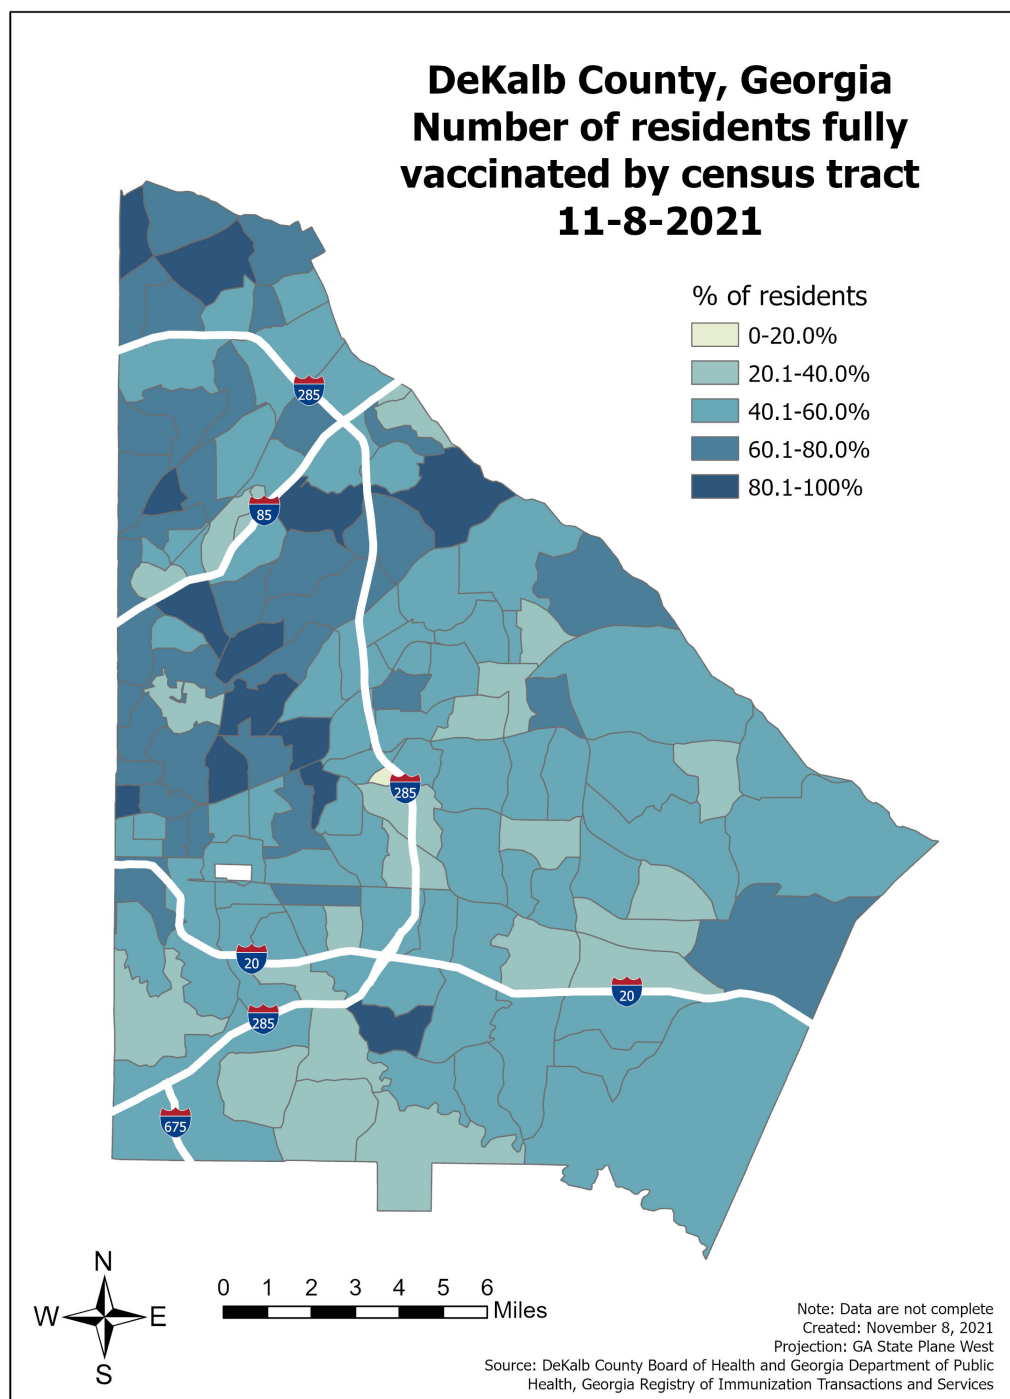 DeKalb County, Georgia
Number of residents fully
vaccinated by census tract
11-8-2021
% of residents
0-20.0%
20.1-40.0%
40.1-60.0%
60.1-80.0%
80.1-100%
285
85
285
20
20
285
675
N
W E
S
0 1 2 3 4 5 6
Miles
Note: Data are not complete
Created: November 8, 2021
Projection: GA State Plane West
Source: DeKalb County Board of Health and Georgia Department of Public
Health, Georgia Registry of Immunization Transactions and Services